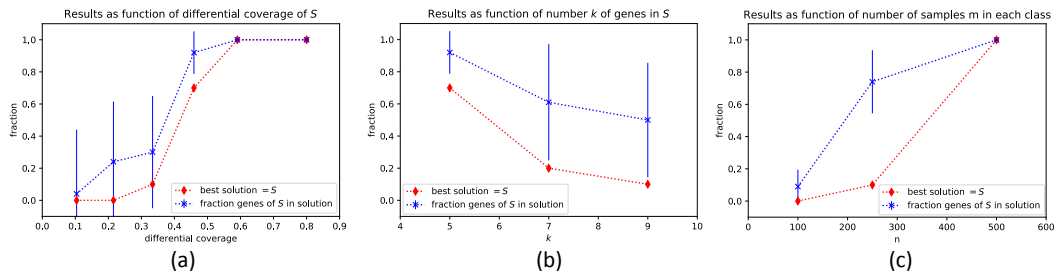 Results as function of differential coverage of S
fraction
1.0
0.8
0.6
0.4
0.2
0.0
best solution = S
fraction genes of S in solution
0.0 0.1 0.2 0.3 0.4 0.5 0.6 0.7 0.8 0.9
differential coverage
(a)
Results as function of number k of genes in S
fraction
1.0
0.8
0.6
0.4
0.2
0.0
best solution = S
fraction genes of S in solution
4 5 6 7 8 9 10
k
(b)
Results as function of number of samples m in each class
fraction
1.0
0.8
0.6
0.4
0.2
0.0
best solution = S
fraction genes of S in solution
0 100 200 300 400 500 600
n
(c)